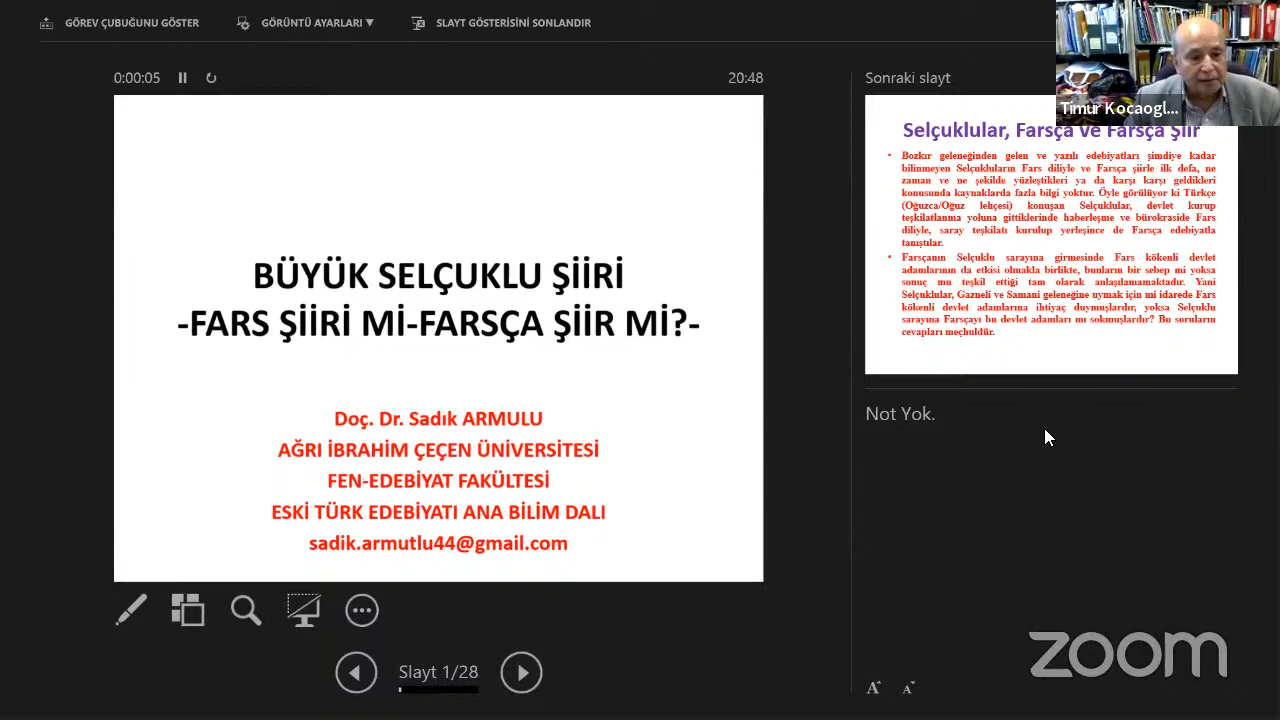 GÖREV ÇUBUĞUNU GÖSTER
GÖRÜNTÜ AYARLARI ▼
SLAYT GÖSTERİSİNİ SONLANDIR
0:00:05
20:48
BÜYÜK SELÇUKLU ŞİİRİ
-FARS ŞİİRİ Mİ-FARSÇA ŞİİR Mİ?-
Doç. Dr. Sadık ARMULU
AĞRI İBRAHİM ÇEÇEN ÜNİVERSİTESİ
FEN-EDEBİYAT FAKÜLTESİ
ESKİ TÜRK EDEBİYATI ANA BİLİM DALI
sadik.armutlu44@gmail.com
Slayt 1/28
Sonraki slayt
Timur Kocaogl...
Selçuklular, Farsça ve Farsça Şiir
• Bozkır geleneğinden gelen ve yazılı edebiyatları şimdiye kadar
bilinmeyen Selçukluların Fars diliyle ve Farsça şiirle ilk defa, ne
zaman ve ne şekilde yüzleştikleri ya da karşı karşı geldikleri
konusunda kaynaklarda fazla bilgi yoktur. Öyle görülüyor ki Türkçe
(Oğuzca/Oğuz lehçesi) konuşan Selçuklular, devlet kurup
teşkilatlanma yoluna gittiklerinde haberleşme ve bürokraside Fars
diliyle, saray teşkilatı kurulup yerleşince de Farsça edebiyatla
tanıştılar.
• Farsçanın Selçuklu sarayına girmesinde Fars kökenli devlet
adamlarının da etkisi olmakla birlikte, bunların bir sebep mi yoksa
sonuç mu teşkil ettiği tam olarak anlaşılamamaktadır. Yani
Selçuklular, Gazneli ve Samani geleneğine uymak için mi idarede Fars
kökenli devlet adamlarına ihtiyaç duymuşlardır, yoksa Selçuklu
sarayına Farsçayı bu devlet adamları mı sokmuşlardır? Bu soruların
cevapları meçhuldür.
Not Yok.
A A
zoom